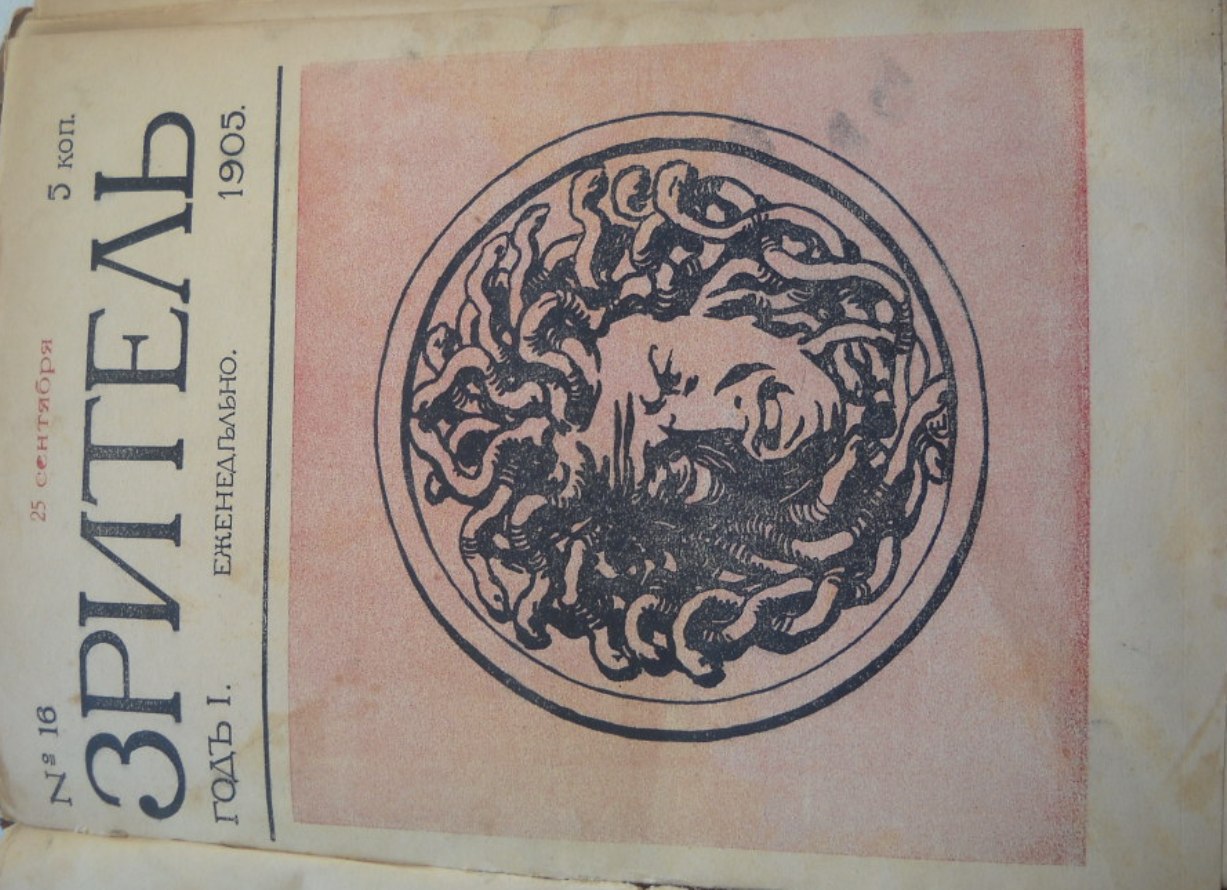 25 сентября
№ 16 5 коп.
ЗРИТЕЛЬ
ГОДЪ I. ЕЖЕНЕДѢЛЬНО. 1905.